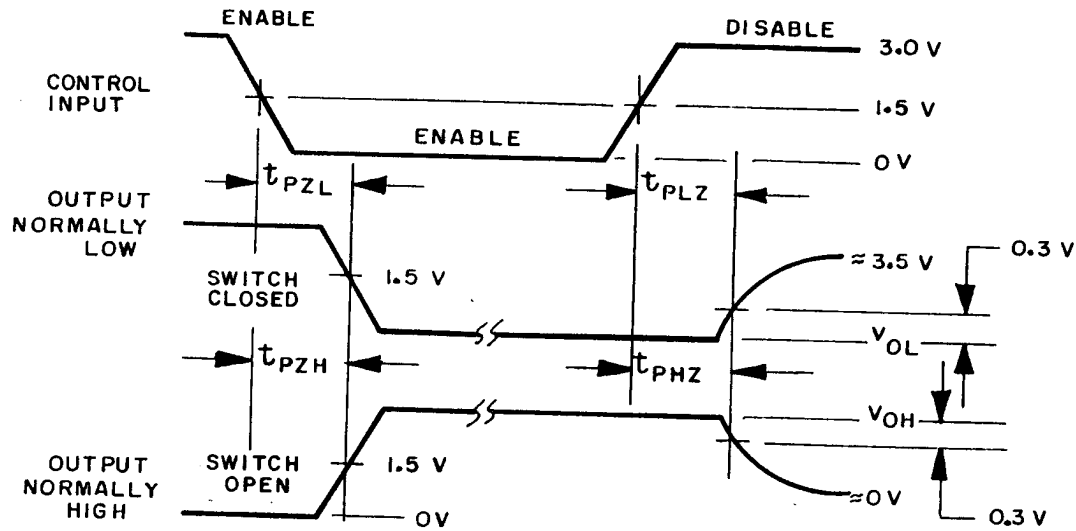 ENABLE
DISABLE
3.0 V
CONTROL
INPUT
1.5 V
ENABLE
0 V
tPZL
tPLZ
OUTPUT
NORMALLY
LOW
0.3 V
≈ 3.5 V
SWITCH
CLOSED
1.5 V
VOL
tPZH
tPHZ
VOH
OUTPUT
NORMALLY
HIGH
SWITCH
OPEN
1.5 V
≈0 V
0 V
0.3 V